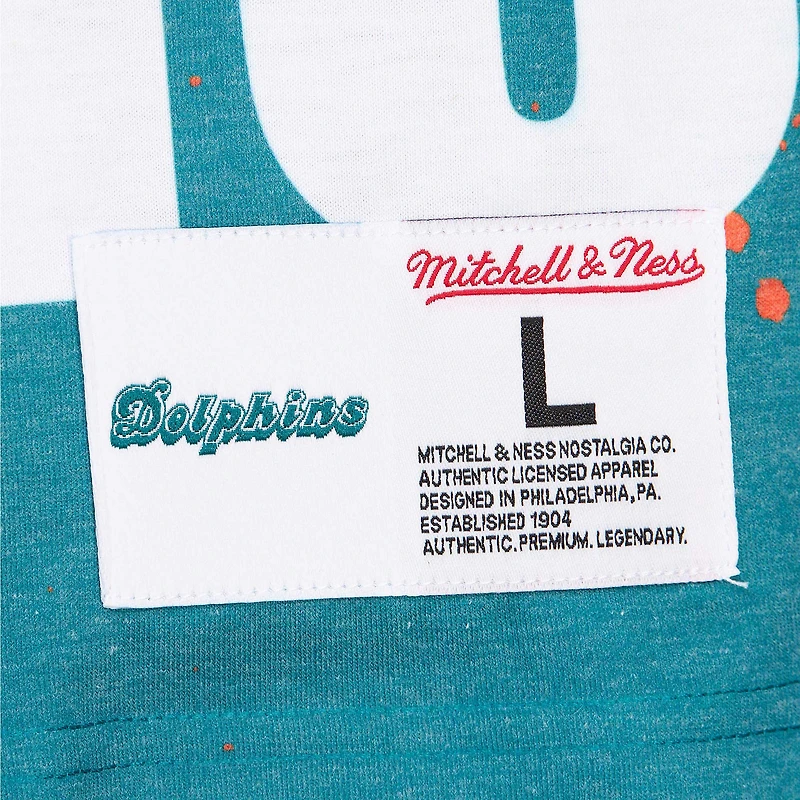 Dolphins
Mitchell & Ness
L
MITCHELL & NESS NOSTALGIA CO.
AUTHENTIC LICENSED APPAREL
DESIGNED IN PHILADELPHIA, PA.
ESTABLISHED 1904
AUTHENTIC. PREMIUM. LEGENDARY.